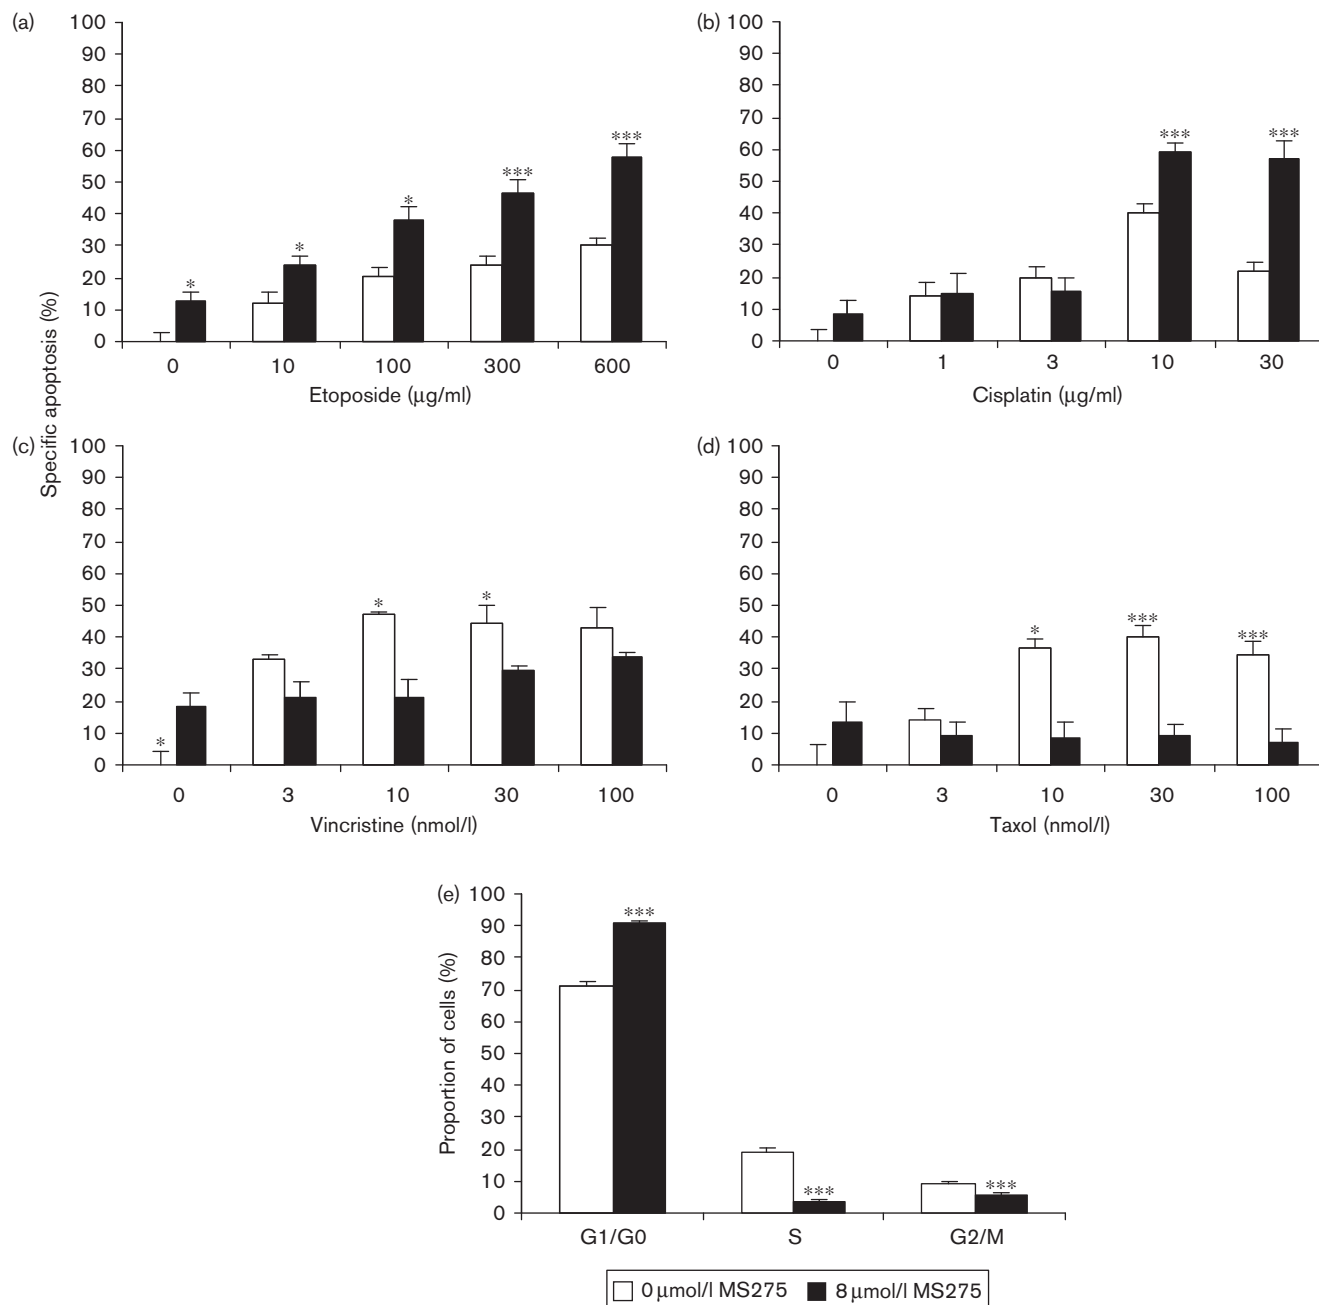 (a)
100
90
80
70
60
50
40
30
20
10
0
* * * *** ***
0 10 100 300 600
Etoposide (μg/ml)
(b)
100
90
80
70
60
50
40
30
20
10
0
*** ***
0 1 3 10 30
Cisplatin (μg/ml)
Specific apoptosis (%)
(c)
100
90
80
70
60
50
40
30
20
10
0
* * *
0 3 10 30 100
Vincristine (nmol/l)
(d)
100
90
80
70
60
50
40
30
20
10
0
* *** ***
0 3 10 30 100
Taxol (nmol/l)
(e)
100
90
80
70
60
50
40
30
20
10
0
Proportion of cells (%)
*** *** ***
G1/G0 S G2/M
0 μmol/l MS275 8 μmol/l MS275